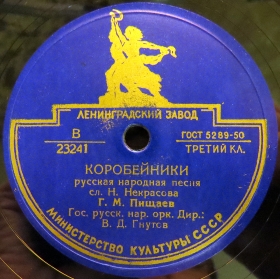 ЛЕНИНГРАДСКИЙ ЗАВОД
В
23241
ГОСТ 5289-50
ТРЕТИЙ КЛ.
КОРОБЕЙНИКИ
русская народная песня
сл. Н. Некрасова
Г. М. Пищаев
Гос. русск. нар. орк. Дир.:
В. Д. Гнутов
МИНИСТЕРСТВО КУЛЬТУРЫ СССР